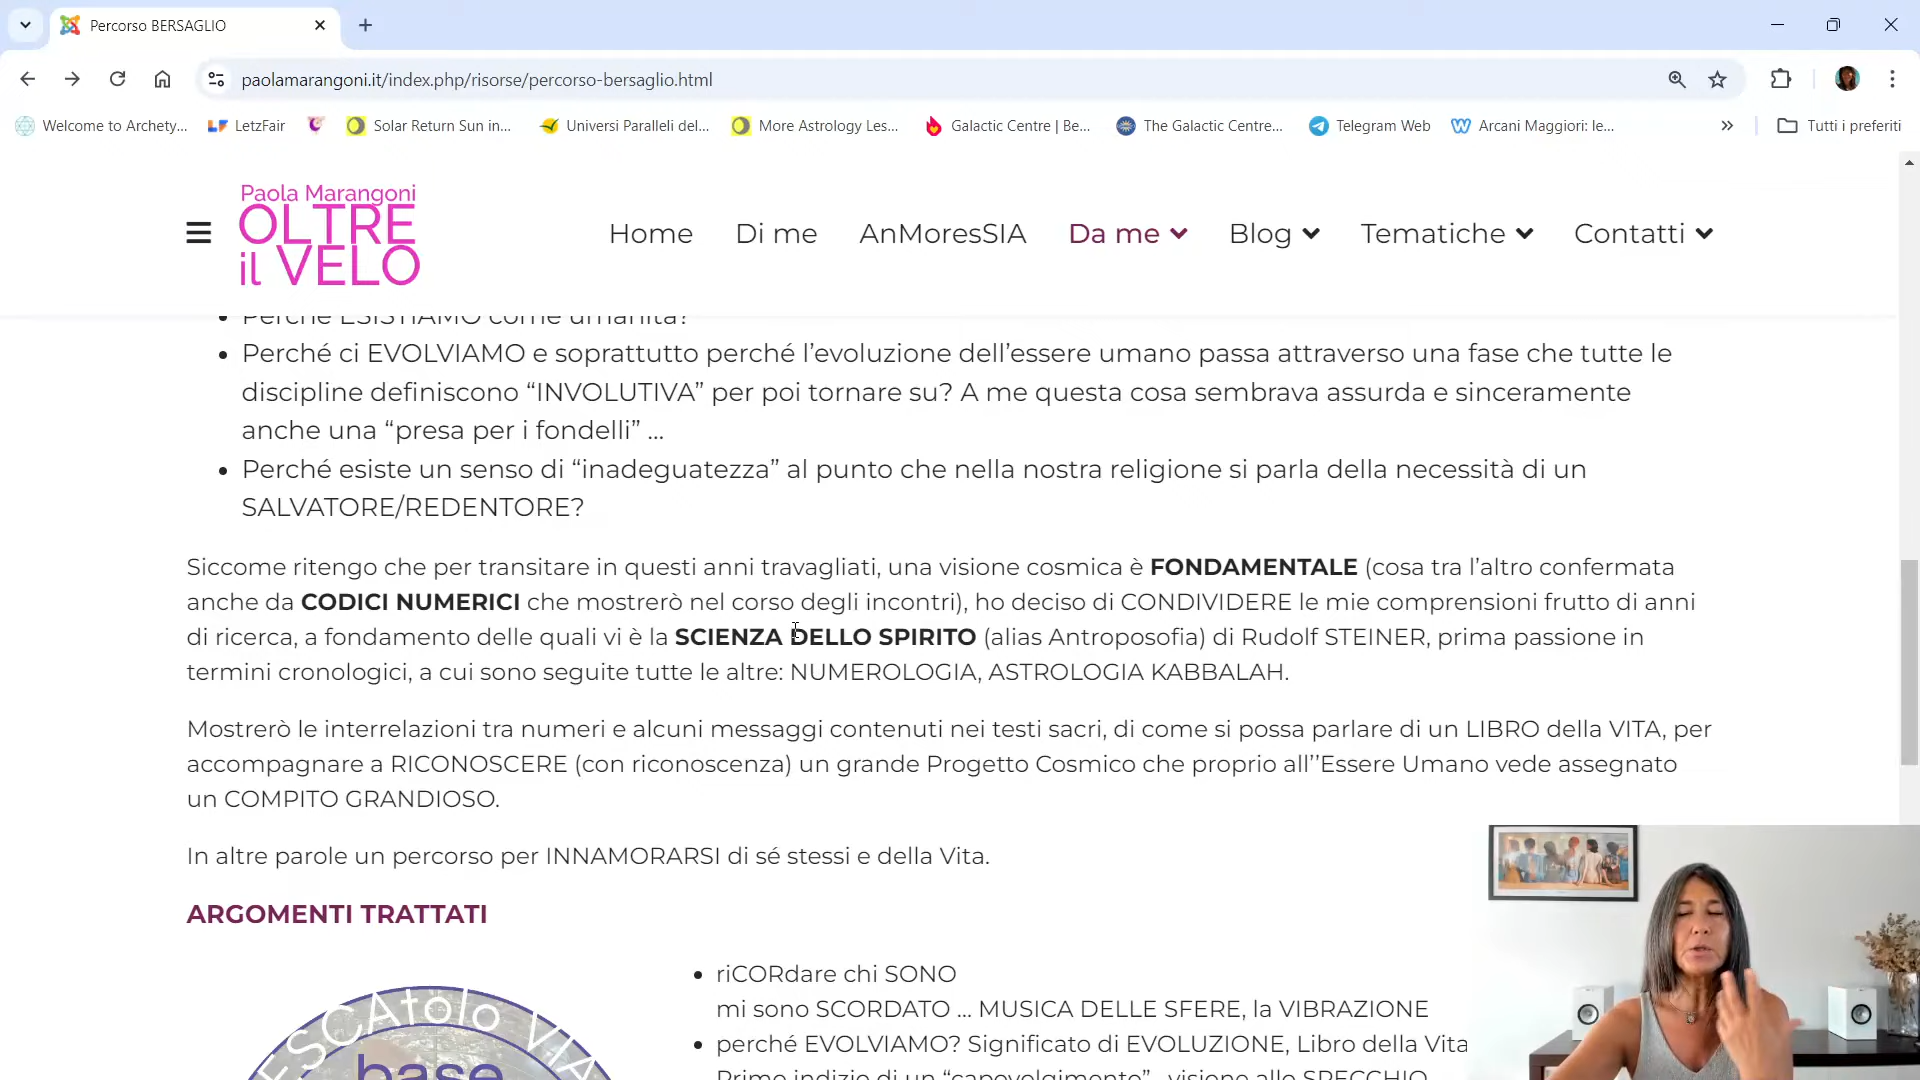 Percorso BERSAGLIO
paolamarangoni.it/index.php/risorse/percorso-bersaglio.html
Welcome to Archety...
LetzFair
Solar Return Sun in...
Universi Paralleli del...
More Astrology Les...
Galactic Centre | Be...
The Galactic Centre...
Telegram Web
Arcani Maggiori: le...
Tutti i preferiti
Paola Marangoni
OLTRE
il VELO
Home
Di me
AnMoresSIA
Da me
Blog
Tematiche
Contatti
Perché ESISTIAMO come umanità?
Perché ci EVOLVIAMO e soprattutto perché l’evoluzione dell’essere umano passa attraverso una fase che tutte le
discipline definiscono “INVOLUTIVA” per poi tornare su? A me questa cosa sembrava assurda e sinceramente
anche una “presa per i fondelli” ...
Perché esiste un senso di “inadeguatezza” al punto che nella nostra religione si parla della necessità di un
SALVATORE/REDENTORE?
Siccome ritengo che per transitare in questi anni travagliati, una visione cosmica è FONDAMENTALE (cosa tra l’altro confermata
anche da CODICI NUMERICI che mostrerò nel corso degli incontri), ho deciso di CONDIVIDERE le mie comprensioni frutto di anni
di ricerca, a fondamento delle quali vi è la SCIENZA DELLO SPIRITO (alias Antroposofia) di Rudolf STEINER, prima passione in
termini cronologici, a cui sono seguite tutte le altre: NUMEROLOGIA, ASTROLOGIA KABBALAH.
Mostrerò le interrelazioni tra numeri e alcuni messaggi contenuti nei testi sacri, di come si possa parlare di un LIBRO della VITA, per
accompagnare a RICONOSCERE (con riconoscenza) un grande Progetto Cosmico che proprio all’’Essere Umano vede assegnato
un COMPITO GRANDIOSO.
In altre parole un percorso per INNAMORARSI di sé stessi e della Vita.
ARGOMENTI TRATTATI
ESCAtolo VIA
base
riCORdare chi SONO
mi sono SCORDATO ... MUSICA DELLE SFERE, la VIBRAZIONE
perché EVOLVIAMO? Significato di EVOLUZIONE, Libro della Vita
Primo indizio di un “capovolgimento”, visione allo SPECCHIO